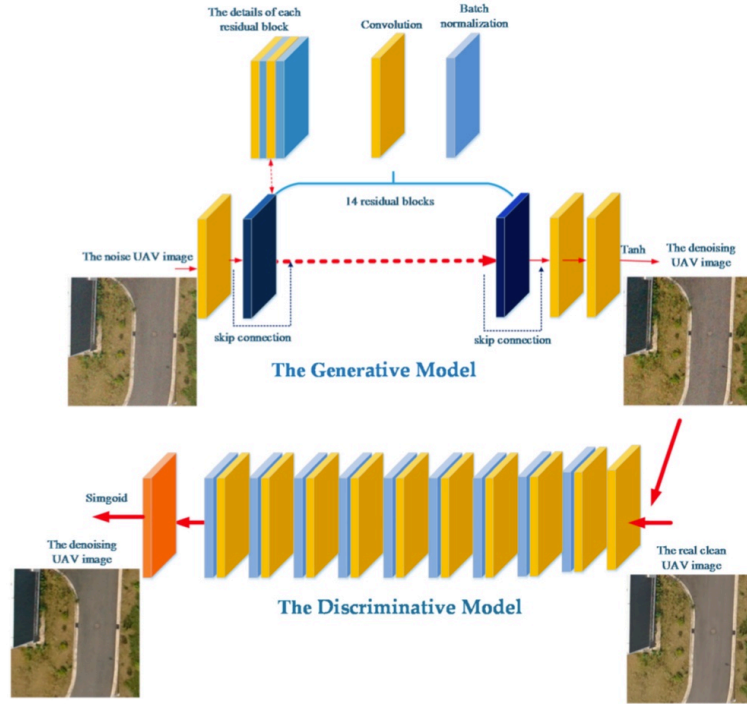 The details of each
residual block
Convolution
Batch
normalization
14 residual blocks
The noise UAV image
Tanh
The denoising
UAV image
skip connection
skip connection
The Generative Model
Simgoid
The denoising
UAV image
The real clean
UAV image
The Discriminative Model